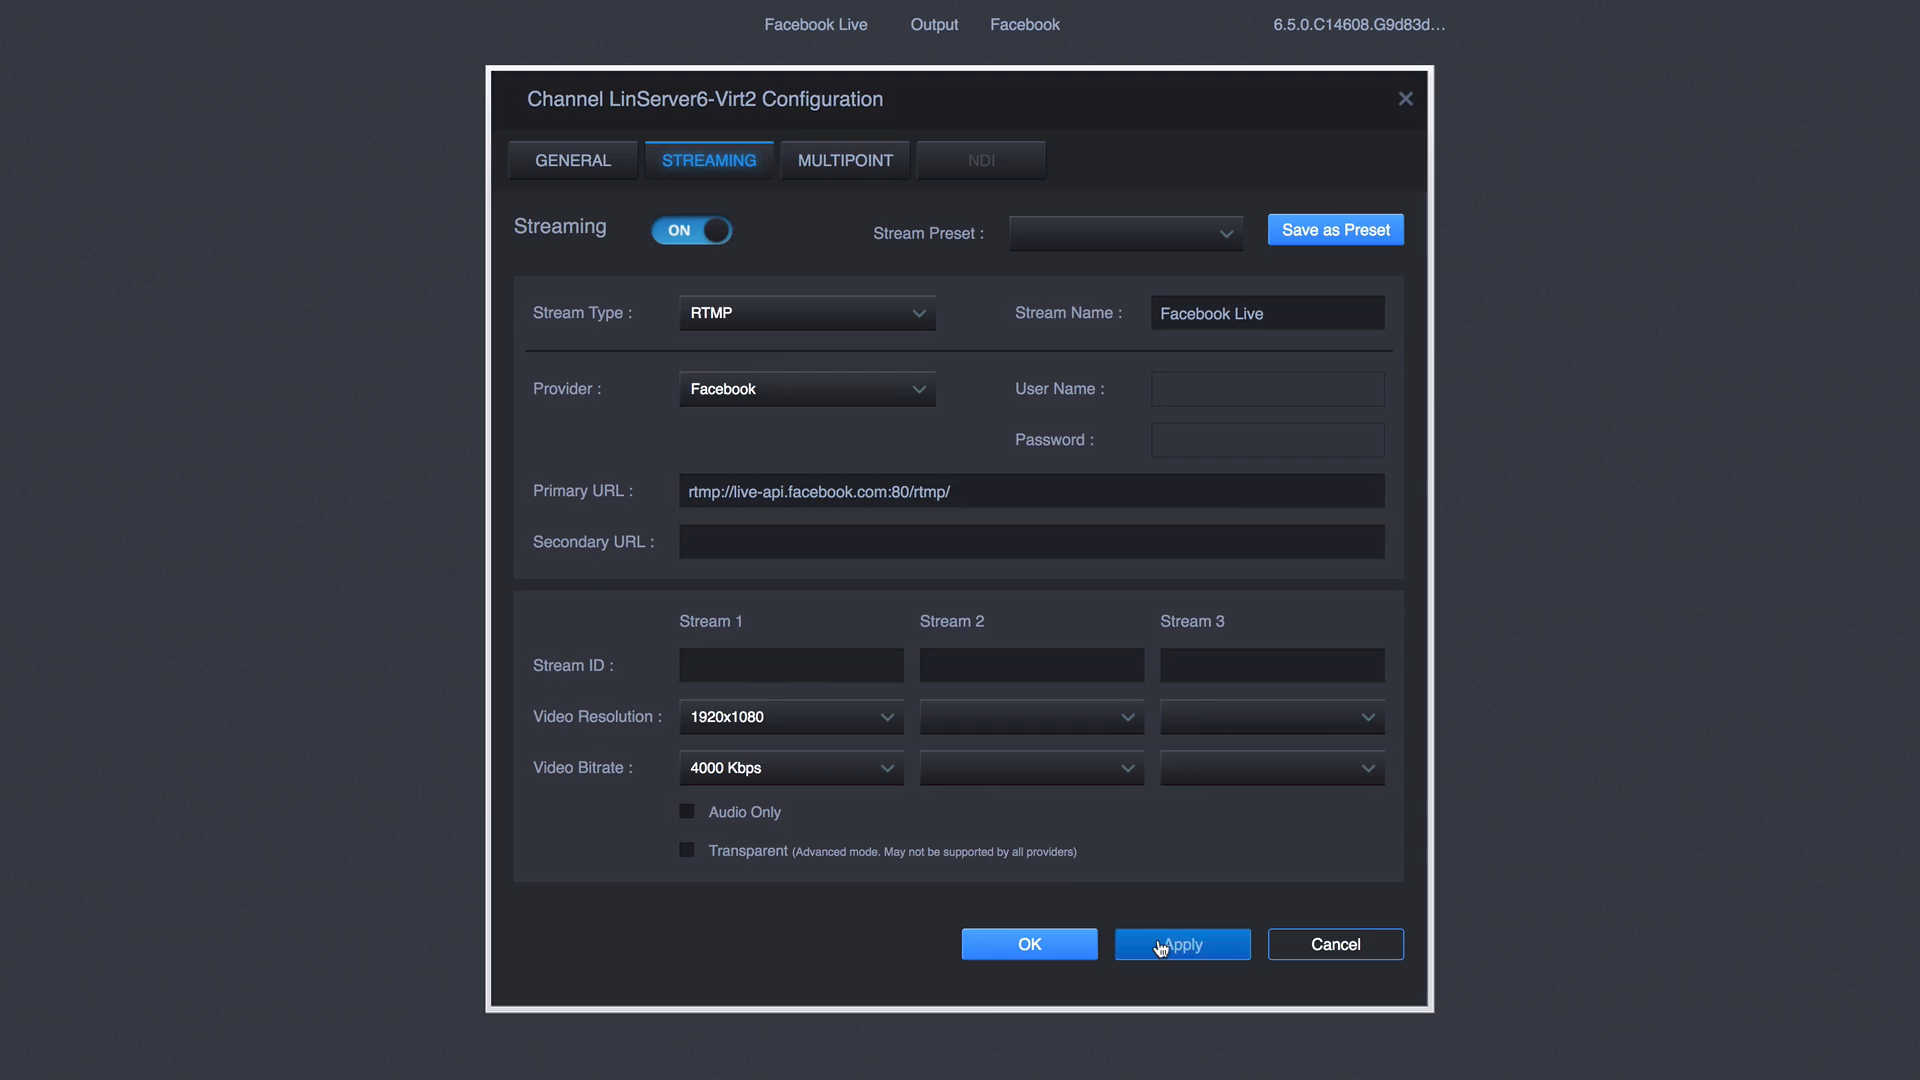 Facebook Live Output Facebook 6.5.0.C14608.G9d83d...
Channel LinServer6-Virt2 Configuration
GENERAL STREAMING MULTIPOINT NDI
Streaming ON Stream Preset : Save as Preset
Stream Type : RTMP Stream Name : Facebook Live
Provider : Facebook User Name :
Password :
Primary URL : rtmp://live-api.facebook.com:80/rtmp/
Secondary URL :
Stream 1 Stream 2 Stream 3
Stream ID :
Video Resolution : 1920x1080
Video Bitrate : 4000 Kbps
Audio Only
Transparent (Advanced mode. May not be supported by all providers)
OK Apply Cancel